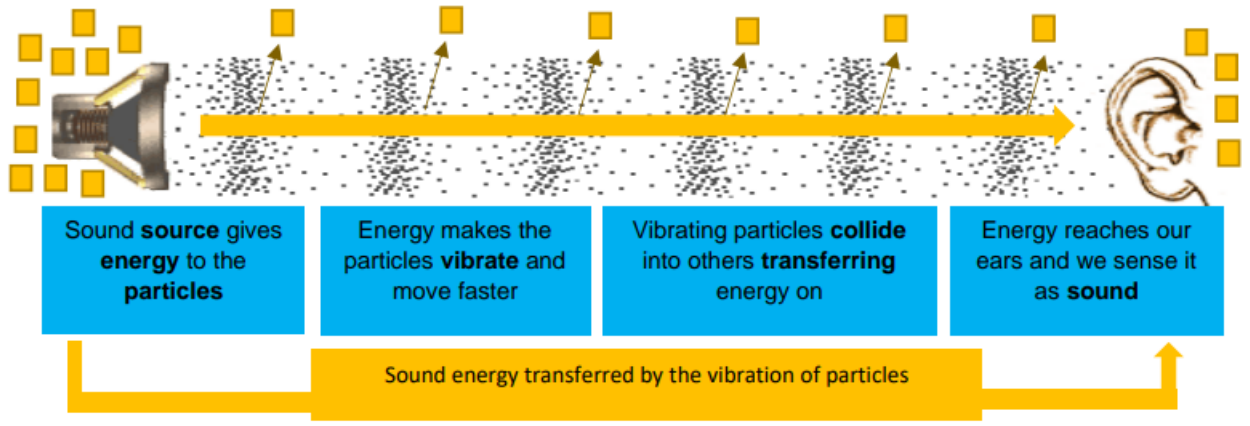 Sound source gives
energy to the
particles
Energy makes the
particles vibrate and
move faster
Vibrating particles collide
into others transferring
energy on
Energy reaches our
ears and we sense it
as sound
Sound energy transferred by the vibration of particles